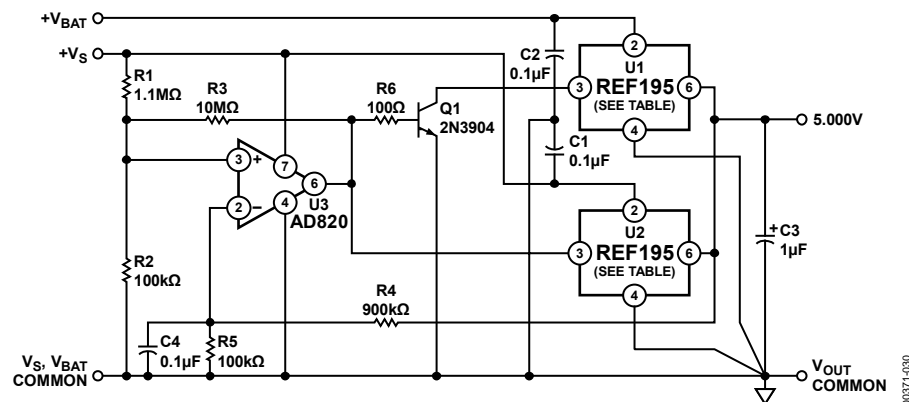 +VBAT
+VS
R1
1.1MΩ
R3
10MΩ
R6
100Ω
Q1
2N3904
C2
0.1µF
2
U1
3
REF195
6
(SEE TABLE)
4
5.000V
C1
0.1µF
3
+
7
6
U3
2
−
4
AD820
2
U2
3
REF195
6
(SEE TABLE)
4
+
C3
1µF
R2
100kΩ
R4
900kΩ
C4
0.1µF
R5
100kΩ
VS, VBAT
COMMON
VOUT
COMMON
00371-030